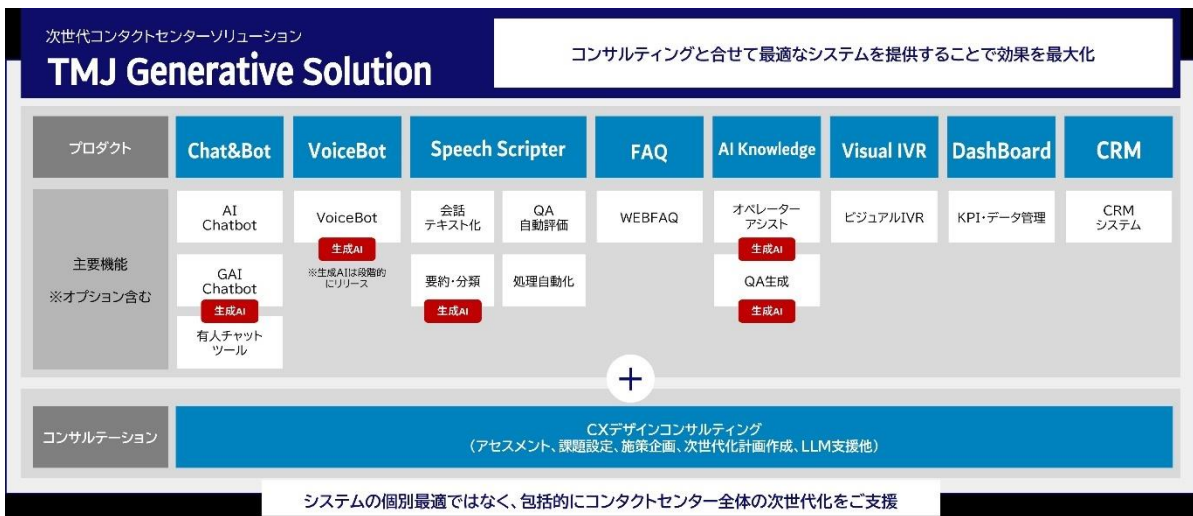 次世代コンタクトセンターソリューション
TMJ Generative Solution
コンサルティングと合せて最適なシステムを提供することで効果を最大化
プロダクト
Chat&Bot
VoiceBot
Speech Scripter
FAQ
AI Knowledge
Visual IVR
DashBoard
CRM
主要機能
※オプション含む
AI
Chatbot
GAI
Chatbot
生成AI
有人チャット
ツール
VoiceBot
生成AI
※生成AIは段階的
にリリース
会話
テキスト化
QA
自動評価
要約・分類
生成AI
処理自動化
WEBFAQ
オペレーター
アシスト
生成AI
QA生成
生成AI
ビジュアルIVR
KPI・データ管理
CRM
システム
+
コンサルテーション
CXデザインコンサルティング
（アセスメント、課題設定、施策企画、次世代化計画作成、LLM支援他）
システムの個別最適ではなく、包括的にコンタクトセンター全体の次世代化をご支援